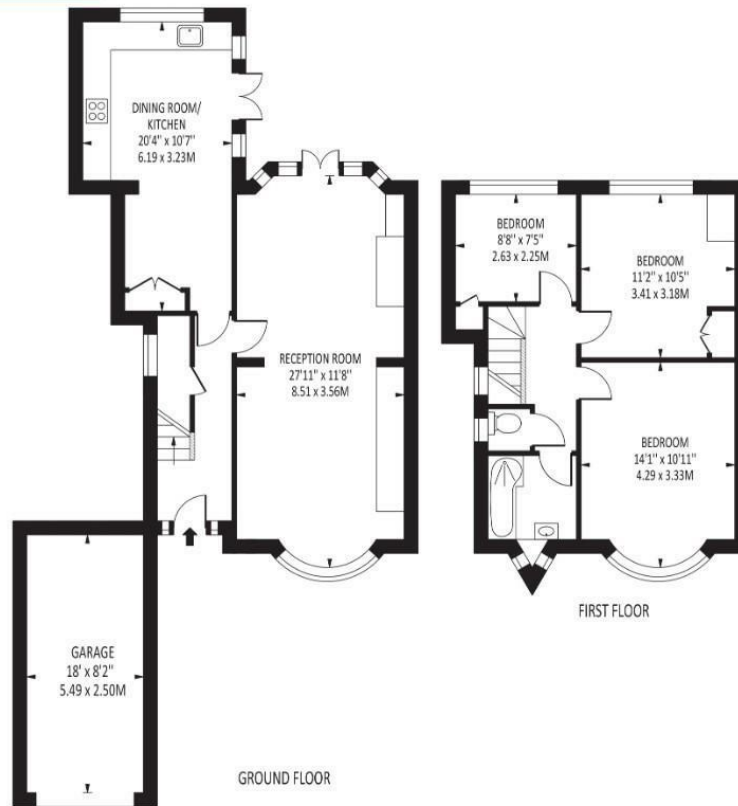 DINING ROOM/
KITCHEN
20'4" x 10'7"
6.19 x 3.23M
RECEPTION ROOM
27'11" x 11'8"
8.51 x 3.56M
GARAGE
18' x 8'2"
5.49 x 2.50M
GROUND FLOOR
BEDROOM
8'8" x 7'5"
2.63 x 2.25M
BEDROOM
11'2" x 10'5"
3.41 x 3.18M
BEDROOM
14'1" x 10'11"
4.29 x 3.33M
FIRST FLOOR